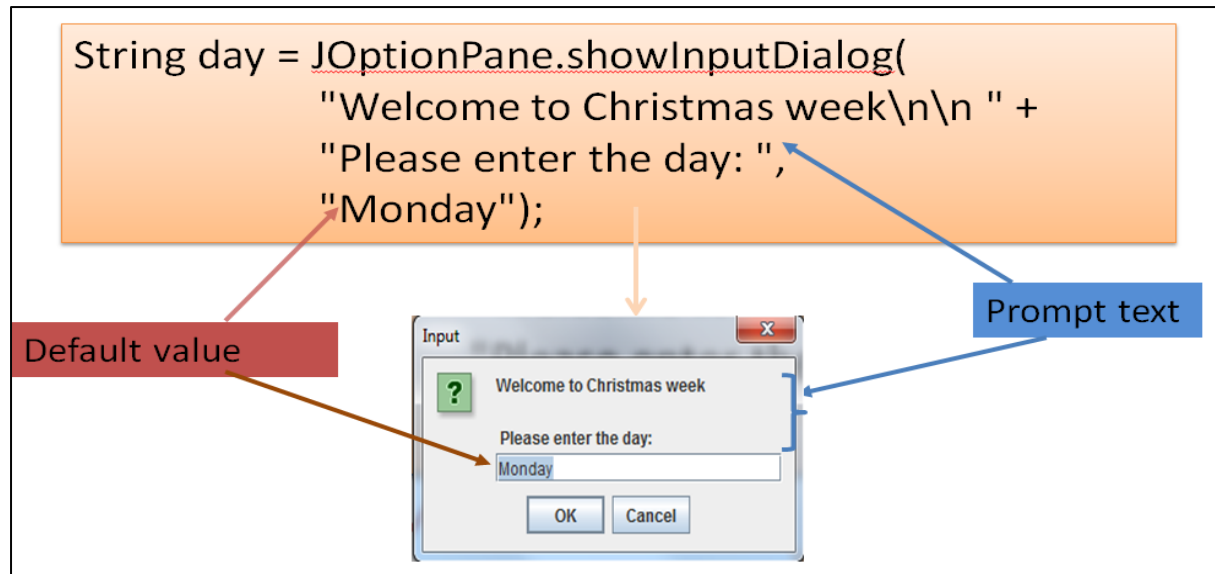 String day = JOptionPane.showInputDialog(
"Welcome to Christmas week\n\n " +
"Please enter the day: ",
"Monday");
Default value
Prompt text
Input
Welcome to Christmas week
Please enter the day:
Monday
OK
Cancel